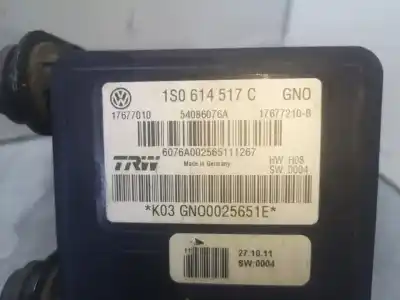 1S0 614 517 C GNO
17677010 54086076A 17677210-B
6076A002565111267
TRW Made in Germany HW H08
SW 0004
*K03 GNO0025651E*
27.10.11
SW:0004